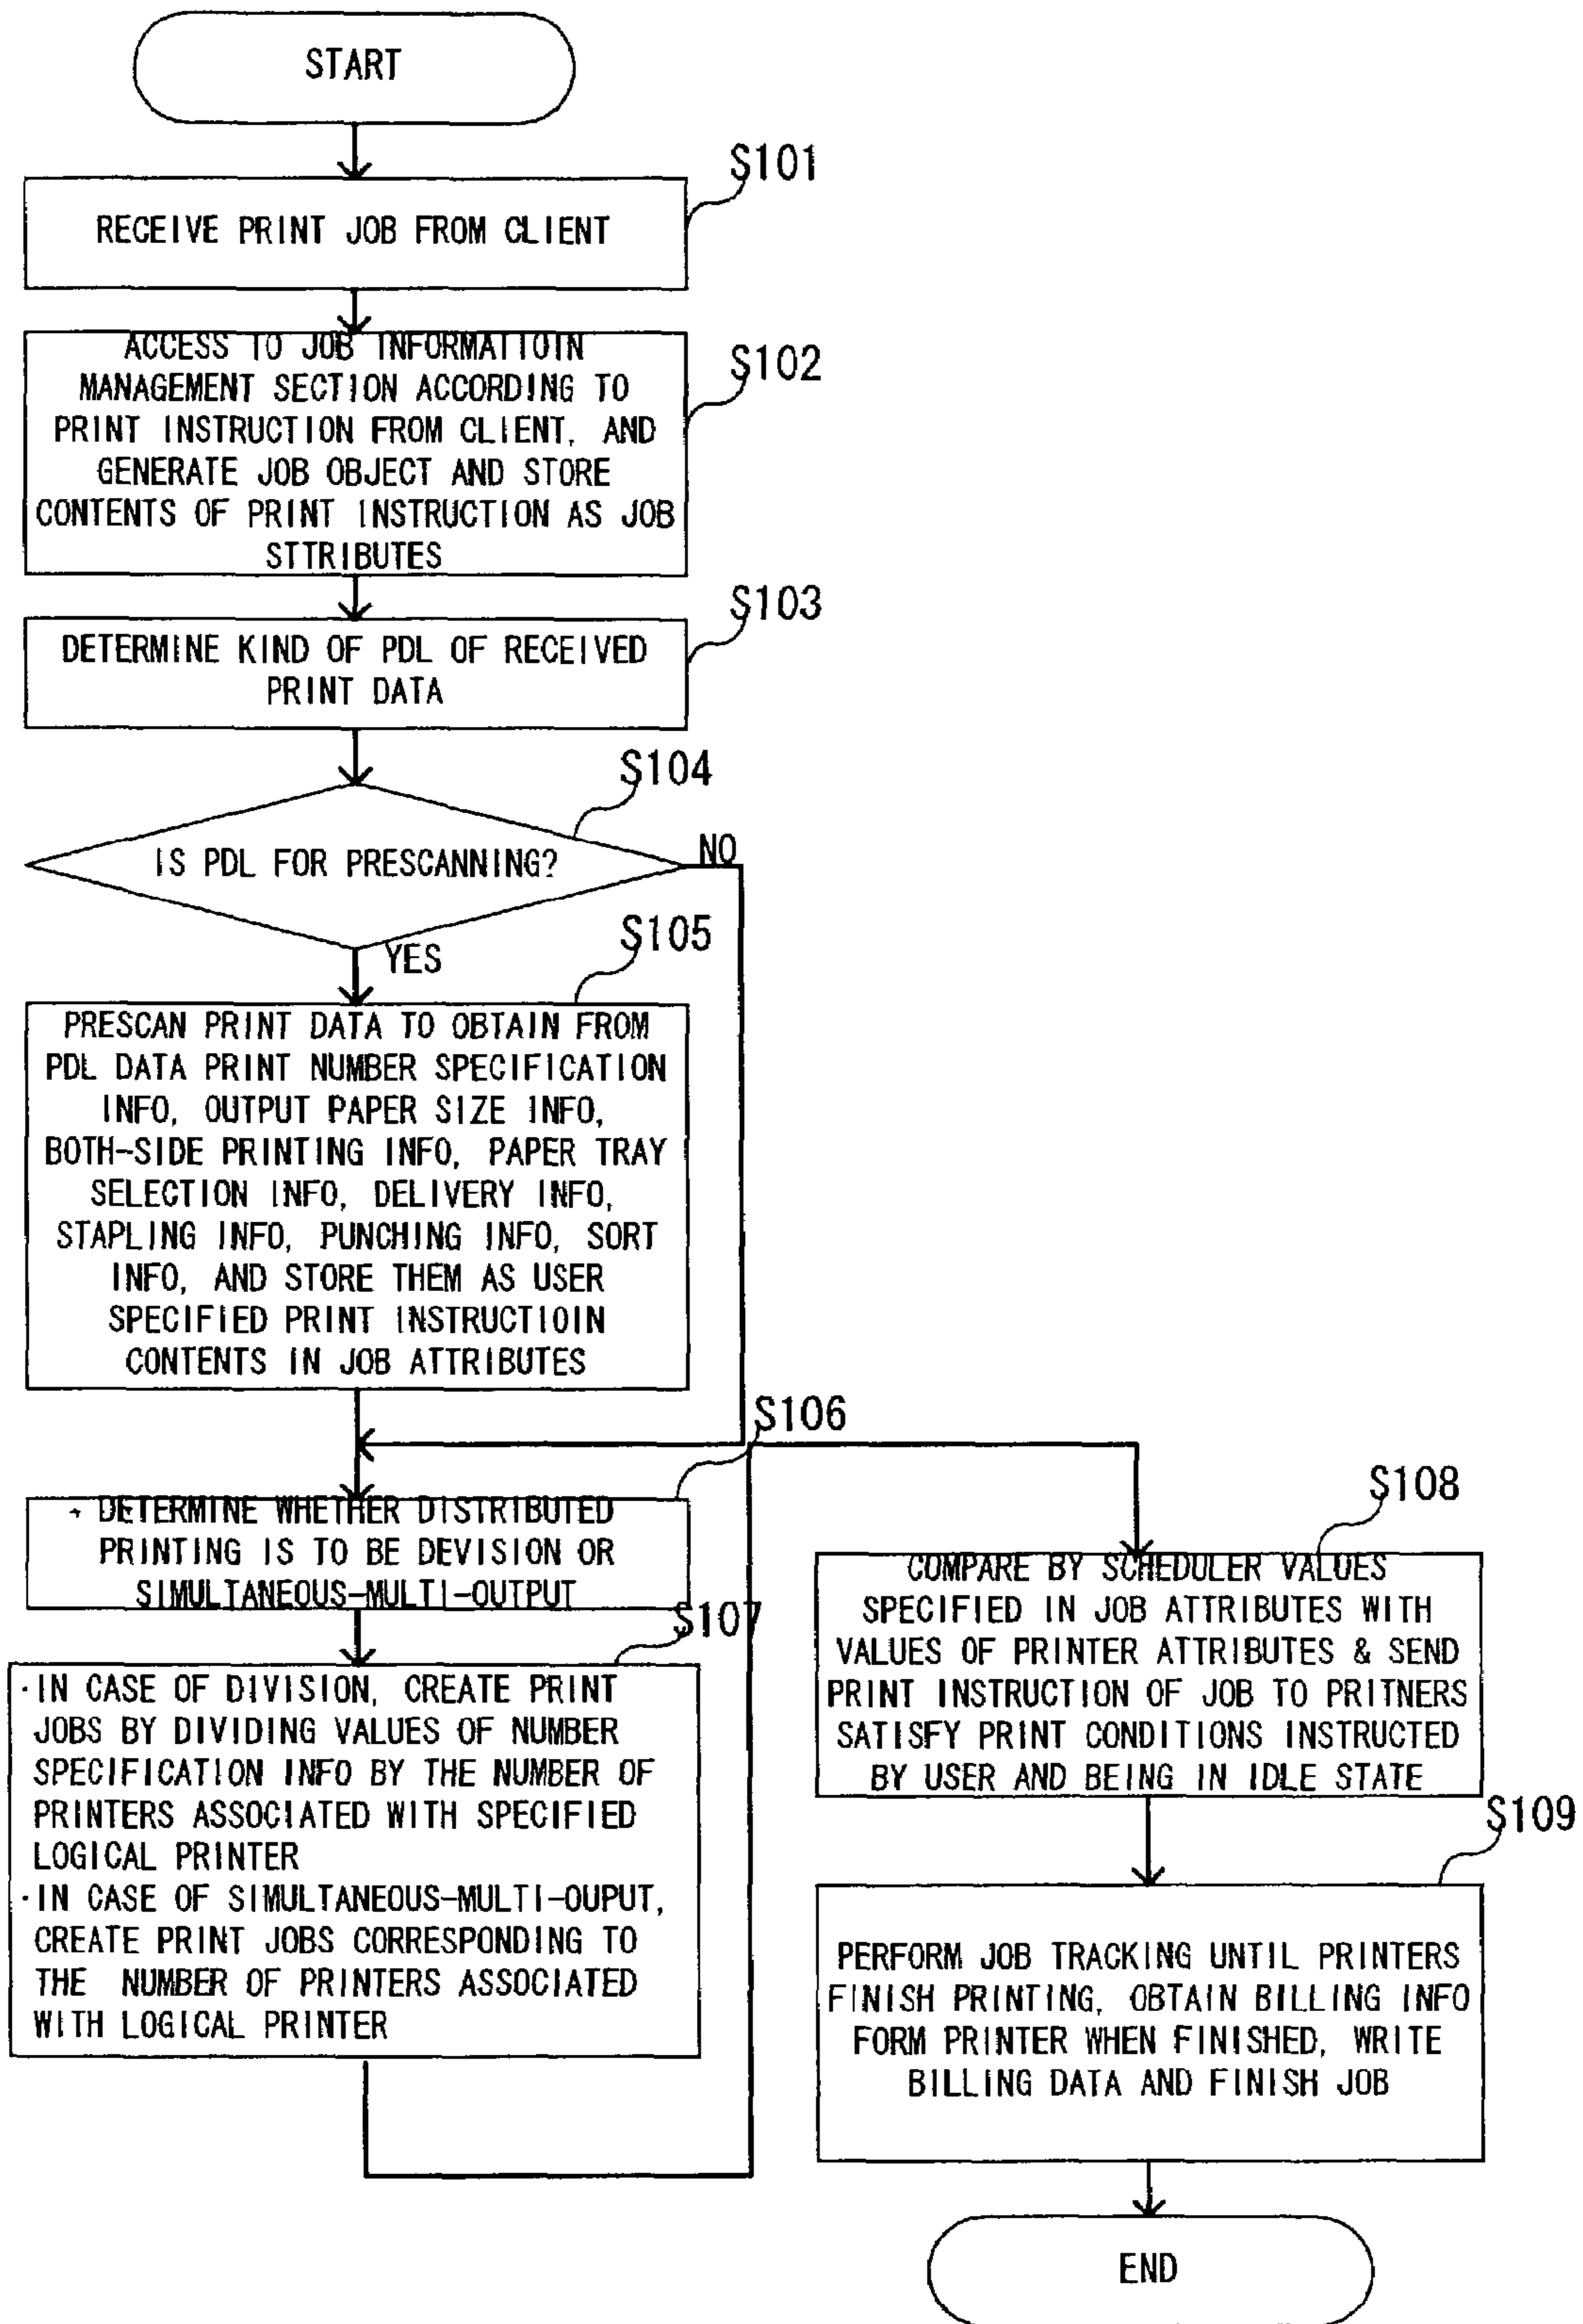 START
S101
RECEIVE PRINT JOB FROM CLIENT
S102
ACCESS TO JOB INFORMATTOTN
MANAGEMENT SECTION ACCORDING TO
PRINT INSTRUCTION FROM CLIENT, AND
GENERATE JOB OBJECT AND STORE
CONTENTS OF PRINT INSTRUCTION AS JOB
STTRIBUTES
S103
DETERMINE KIND OF PDL OF RECEIVED
PRINT DATA
S104
IS PDL FOR PRESCANNING?
NO
YES
S105
PRESCAN PRINT DATA TO OBTAIN FROM
PDL DATA PRINT NUMBER SPECIFICATION
INFO, OUTPUT PAPER SIZE INFO,
BOTH-SIDE PRINTING INFO, PAPER TRAY
SELECTION INFO, DELIVERY INFO,
STAPLING INFO, PUNCHING INFO, SORT
INFO, AND STORE THEM AS USER
SPECIFIED PRINT INSTRUCTIOIN
CONTENTS IN JOB ATTRIBUTES
S106
DETERMINE WHETHER DISTRIBUTED
PRINTING IS TO BE DEVISION OR
SIMULTANEOUS-MULTI-OUTPUT
S107
・IN CASE OF DIVISION, CREATE PRINT
JOBS BY DIVIDING VALUES OF NUMBER
SPECIFICATION INFO BY THE NUMBER OF
PRINTERS ASSOCIATED WITH SPECIFIED
LOGICAL PRINTER
・IN CASE OF SIMULTANEOUS-MULTI-OUPUT,
CREATE PRINT JOBS CORRESPONDING TO
THE NUMBER OF PRINTERS ASSOCIATED
WITH LOGICAL PRINTER
S108
COMPARE BY SCHEDULER VALUES
SPECIFIED IN JOB ATTRIBUTES WITH
VALUES OF PRINTER ATTRIBUTES & SEND
PRINT INSTRUCTION OF JOB TO PRITNERS
SATISFY PRINT CONDITIONS INSTRUCTED
BY USER AND BEING IN IDLE STATE
S109
PERFORM JOB TRACKING UNTIL PRINTERS
FINISH PRINTING, OBTAIN BILLING INFO
FORM PRINTER WHEN FINISHED, WRITE
BILLING DATA AND FINISH JOB
END